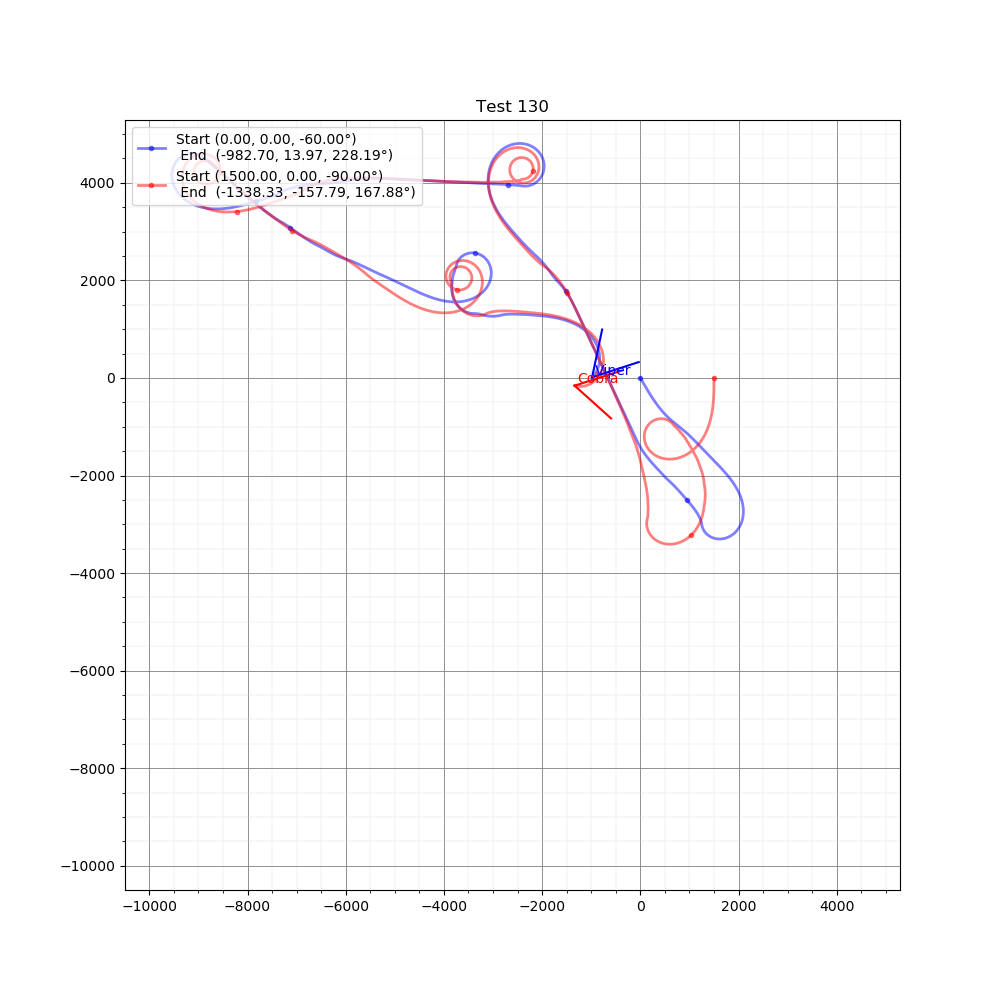 Test 130
Start (0.00, 0.00, -60.00°)
End (-982.70, 13.97, 228.19°)
Start (1500.00, 0.00, -90.00°)
End (-1338.33, -157.79, 167.88°)
4000
2000
0
−2000
−4000
−6000
−8000
−10000
Viper
Cobra
−10000 −8000 −6000 −4000 −2000 0 2000 4000